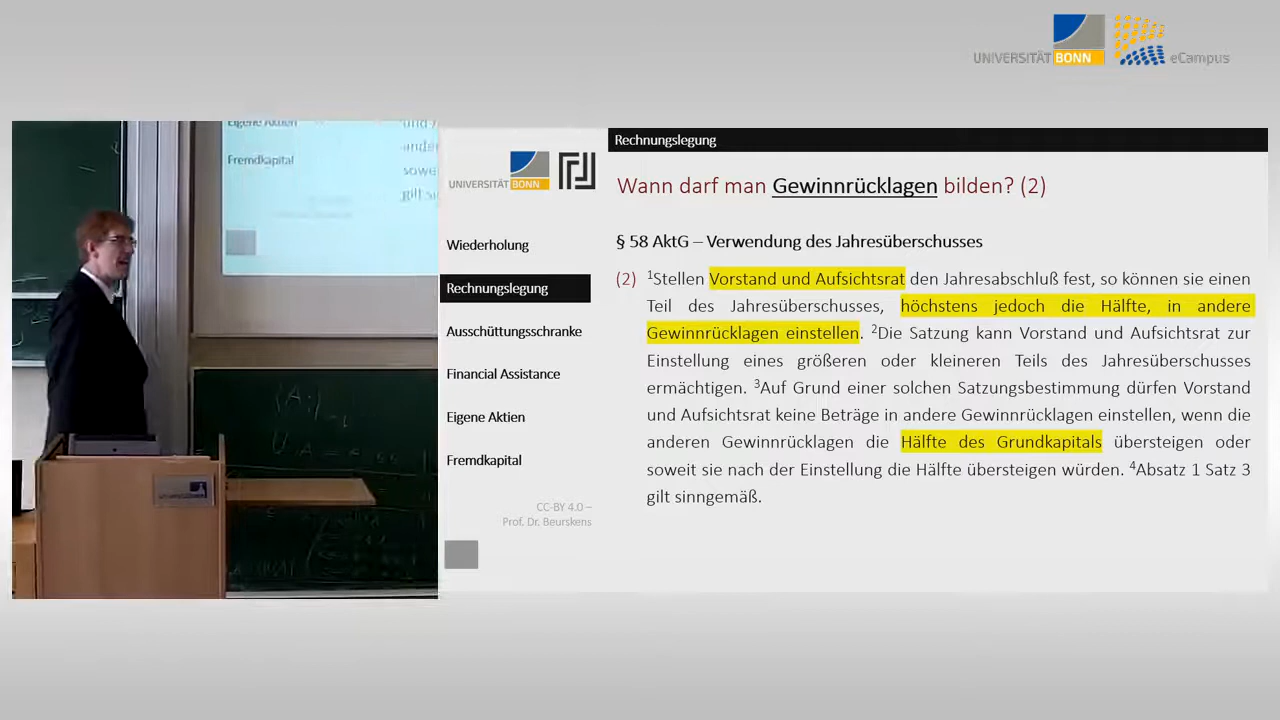 UNIVERSITÄT BONN
eCampus
Eigene Aktien
und
Fremdkapital
ander
sowe
gilt si
UNIVERSITÄT BONN
Wiederholung
Rechnungslegung
Ausschüttungsschranke
Financial Assistance
Eigene Aktien
Fremdkapital
CC-BY 4.0 –
Prof. Dr. Beurskens
Rechnungslegung
Wann darf man Gewinnrücklagen bilden? (2)
§ 58 AktG – Verwendung des Jahresüberschusses
(2) ¹Stellen Vorstand und Aufsichtsrat den Jahresabschluß fest, so können sie einen
Teil des Jahresüberschusses, höchstens jedoch die Hälfte, in andere
Gewinnrücklagen einstellen. ²Die Satzung kann Vorstand und Aufsichtsrat zur
Einstellung eines größeren oder kleineren Teils des Jahresüberschusses
ermächtigen. ³Auf Grund einer solchen Satzungsbestimmung dürfen Vorstand
und Aufsichtsrat keine Beträge in andere Gewinnrücklagen einstellen, wenn die
anderen Gewinnrücklagen die Hälfte des Grundkapitals übersteigen oder
soweit sie nach der Einstellung die Hälfte übersteigen würden. ⁴Absatz 1 Satz 3
gilt sinngemäß.